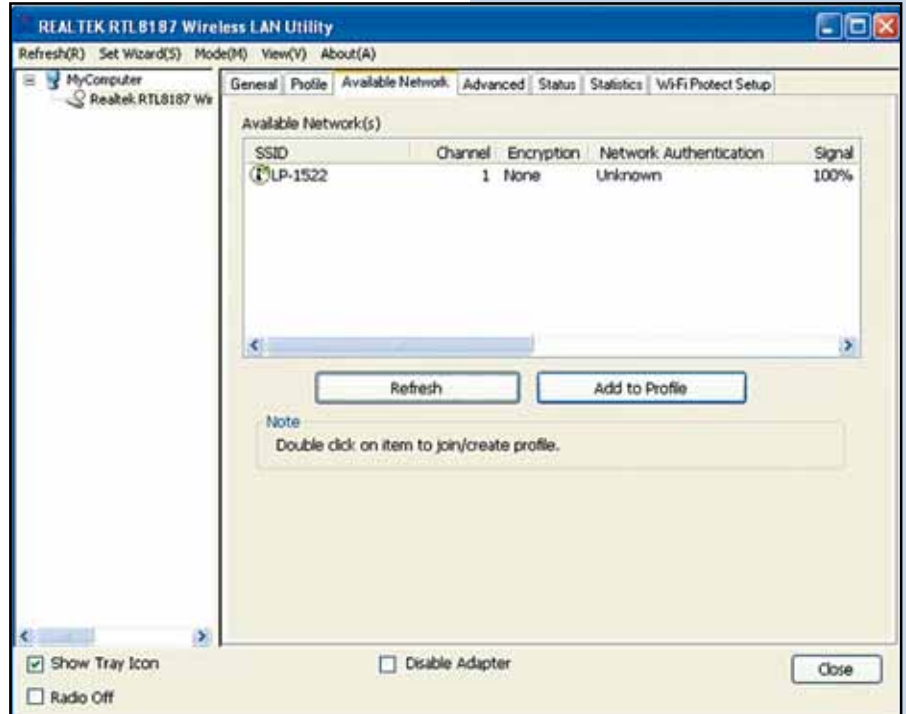 REALTEK RTL8187 Wireless LAN Utility
Refresh(R) Set Wizard(S) Mode(M) View(V) About(A)
MyComputer
Realtek RTL8187 Wir
General Profile Available Network Advanced Status Statistics Wi-Fi Protect Setup
Available Network(s)
SSID Channel Encryption Network Authentication Signal
LP-1522 1 None Unknown 100%
Refresh Add to Profile
Note
Double click on item to join/create profile.
Show Tray Icon Disable Adapter
Close
Radio Off